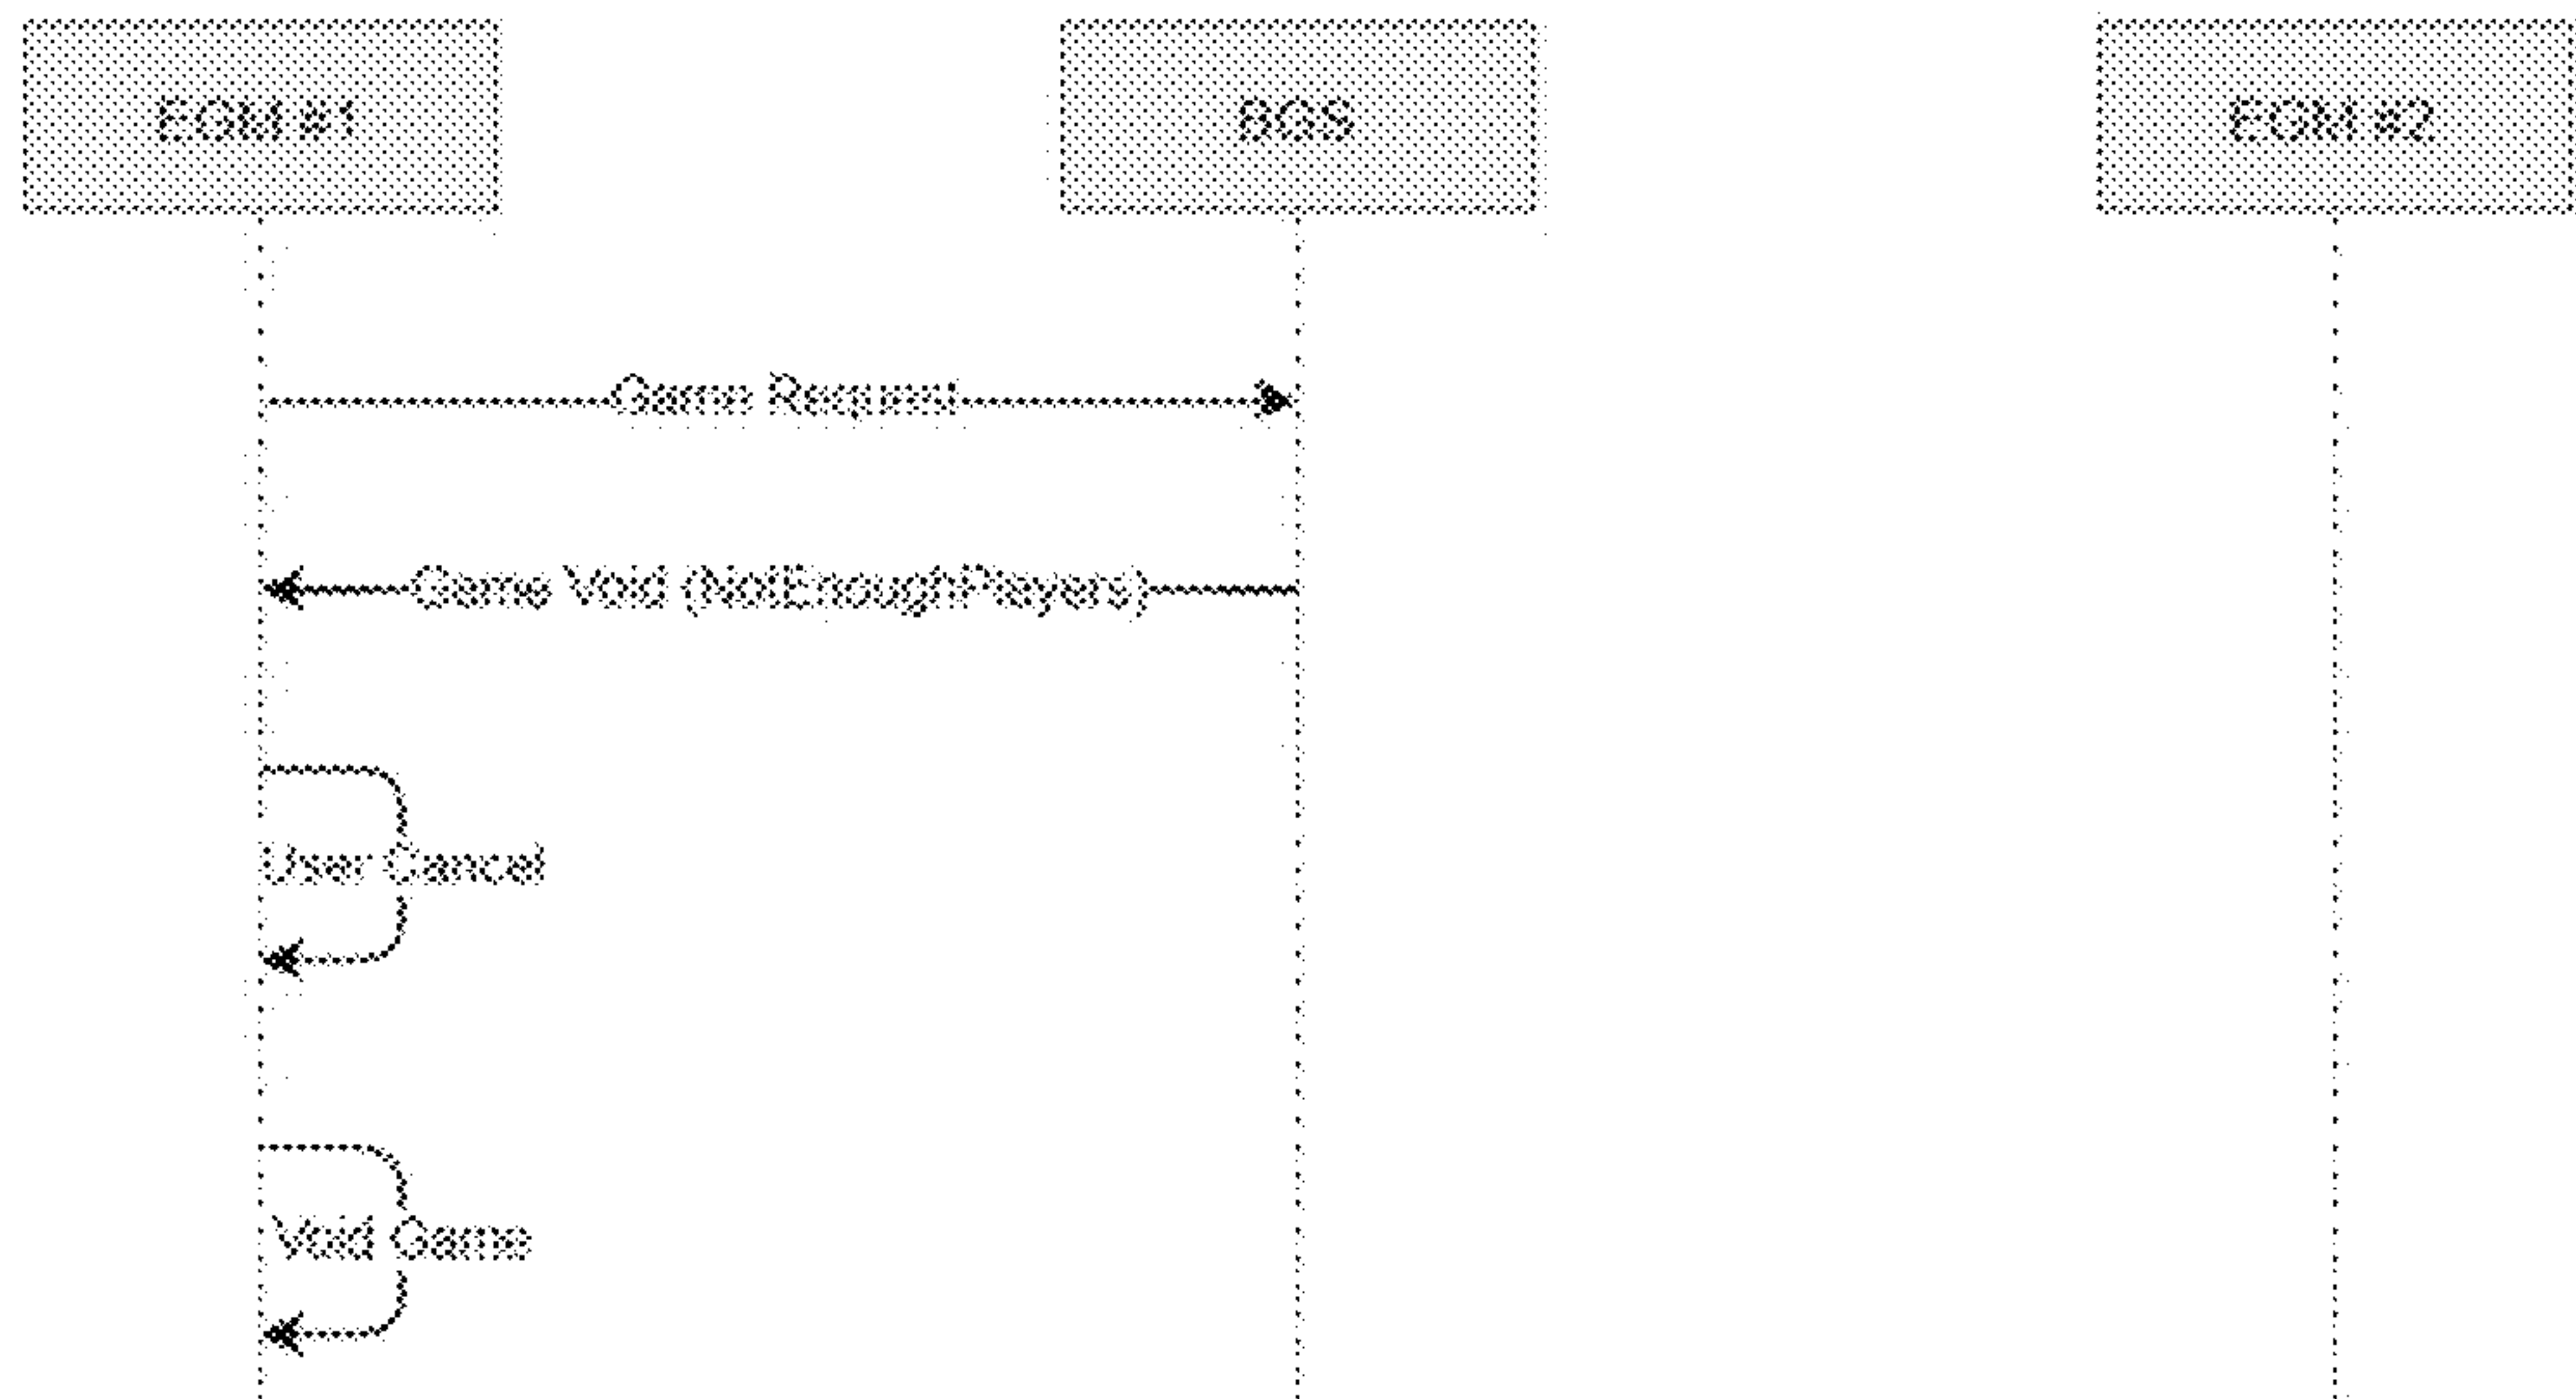 EGM #1
BGS
EGM #2
Game Request
Game Void (NotEnoughPlayers)
User Cancel
Void Game